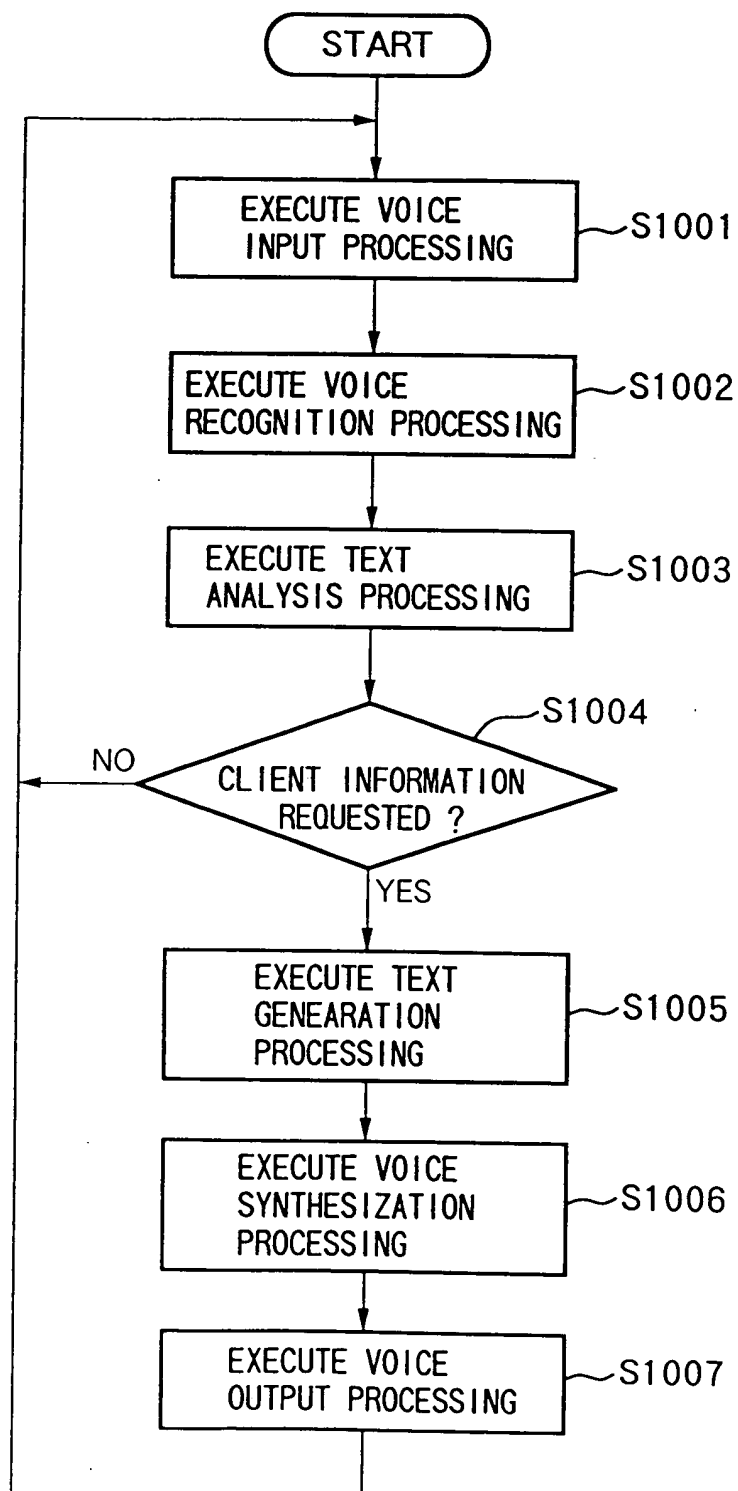 START
EXECUTE VOICE
INPUT PROCESSING
S1001
EXECUTE VOICE
RECOGNITION PROCESSING
S1002
EXECUTE TEXT
ANALYSIS PROCESSING
S1003
S1004
NO
CLIENT INFORMATION
REQUESTED ?
YES
EXECUTE TEXT
GENEARATION
PROCESSING
S1005
EXECUTE VOICE
SYNTHESIZATION
PROCESSING
S1006
EXECUTE VOICE
OUTPUT PROCESSING
S1007